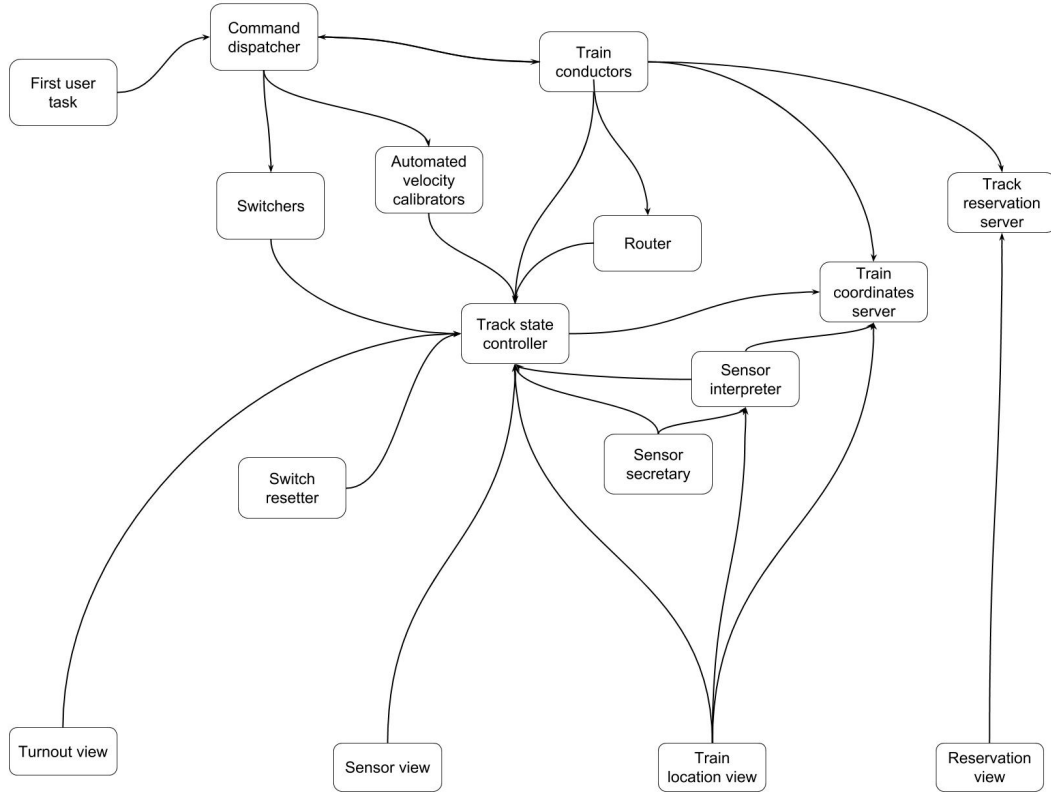 Command
dispatcher
Train
conductors
First user
task
Automated
velocity
calibrators
Switchers
Track
reservation
server
Router
Train
coordinates
server
Track state
controller
Sensor
interpreter
Sensor
secretary
Switch
resetter
Turnout view
Sensor view
Train
location view
Reservation
view